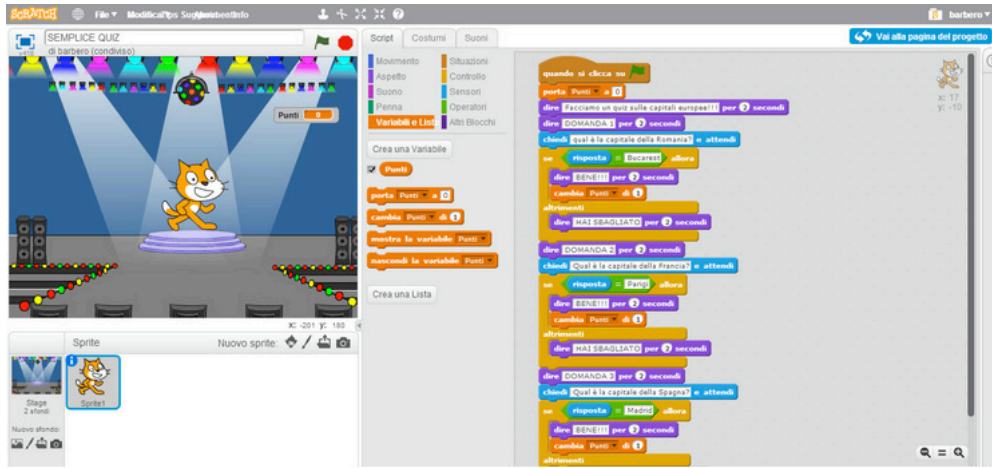 SCRATCH File Modifica Tips Suggerimenti Info barbero
SEMPLICE QUIZ
di barbero (condiviso)
v418
Punti 0
X: -201 Y: 180
Sprite Nuovo sprite:
Stage
2 sfondi
Nuovo sfondo:
Sprite1
Script Costumi Suoni
Vai alla pagina del progetto
Movimento Situazioni
Aspetto Controllo
Suono Sensori
Penna Operatori
Variabili e Liste Altri Blocchi
Crea una Variabile
Punti
porta Punti a 0
cambia Punti di 1
mostra la variabile Punti
nascondi la variabile Punti
Crea una Lista
x: 17
y: -10
quando si clicca su
porta Punti a 0
dire Facciamo un quiz sulle capitali europee!!! per 2 secondi
dire DOMANDA 1 per 2 secondi
chiedi qual è la capitale della Romania? e attendi
se risposta = Bucarest allora
dire BENE!!! per 2 secondi
cambia Punti di 1
altrimenti
dire HAI SBAGLIATO per 2 secondi
dire DOMANDA 2 per 2 secondi
chiedi Qual è la capitale della Francia? e attendi
se risposta = Parigi allora
dire BENE!!! per 2 secondi
cambia Punti di 1
altrimenti
dire HAI SBAGLIATO per 2 secondi
dire DOMANDA 3 per 2 secondi
chiedi Qual è la capitale della Spagna? e attendi
se risposta = Madrid allora
dire BENE!!! per 2 secondi
cambia Punti di 1
altrimenti